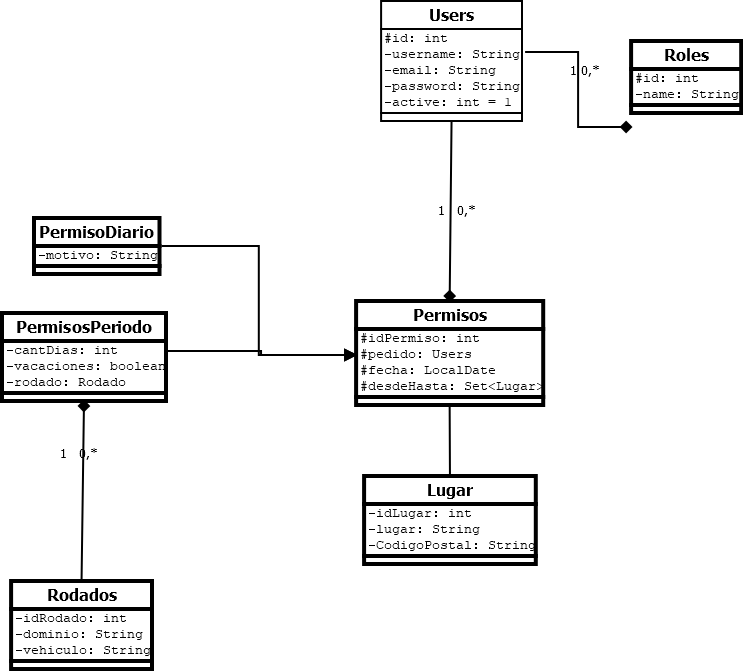 Users
#id: int
-username: String
-email: String
-password: String
-active: int = 1
Roles
#id: int
-name: String
1 0,*
1 0,*
PermisoDiario
-motivo: String
PermisosPeriodo
-cantDias: int
-vacaciones: boolean
-rodado: Rodado
Permisos
#idPermiso: int
#pedido: Users
#fecha: LocalDate
#desdeHasta: Set<Lugar>
1 0,*
Lugar
-idLugar: int
-lugar: String
-CodigoPostal: String
Rodados
-idRodado: int
-dominio: String
-vehiculo: String